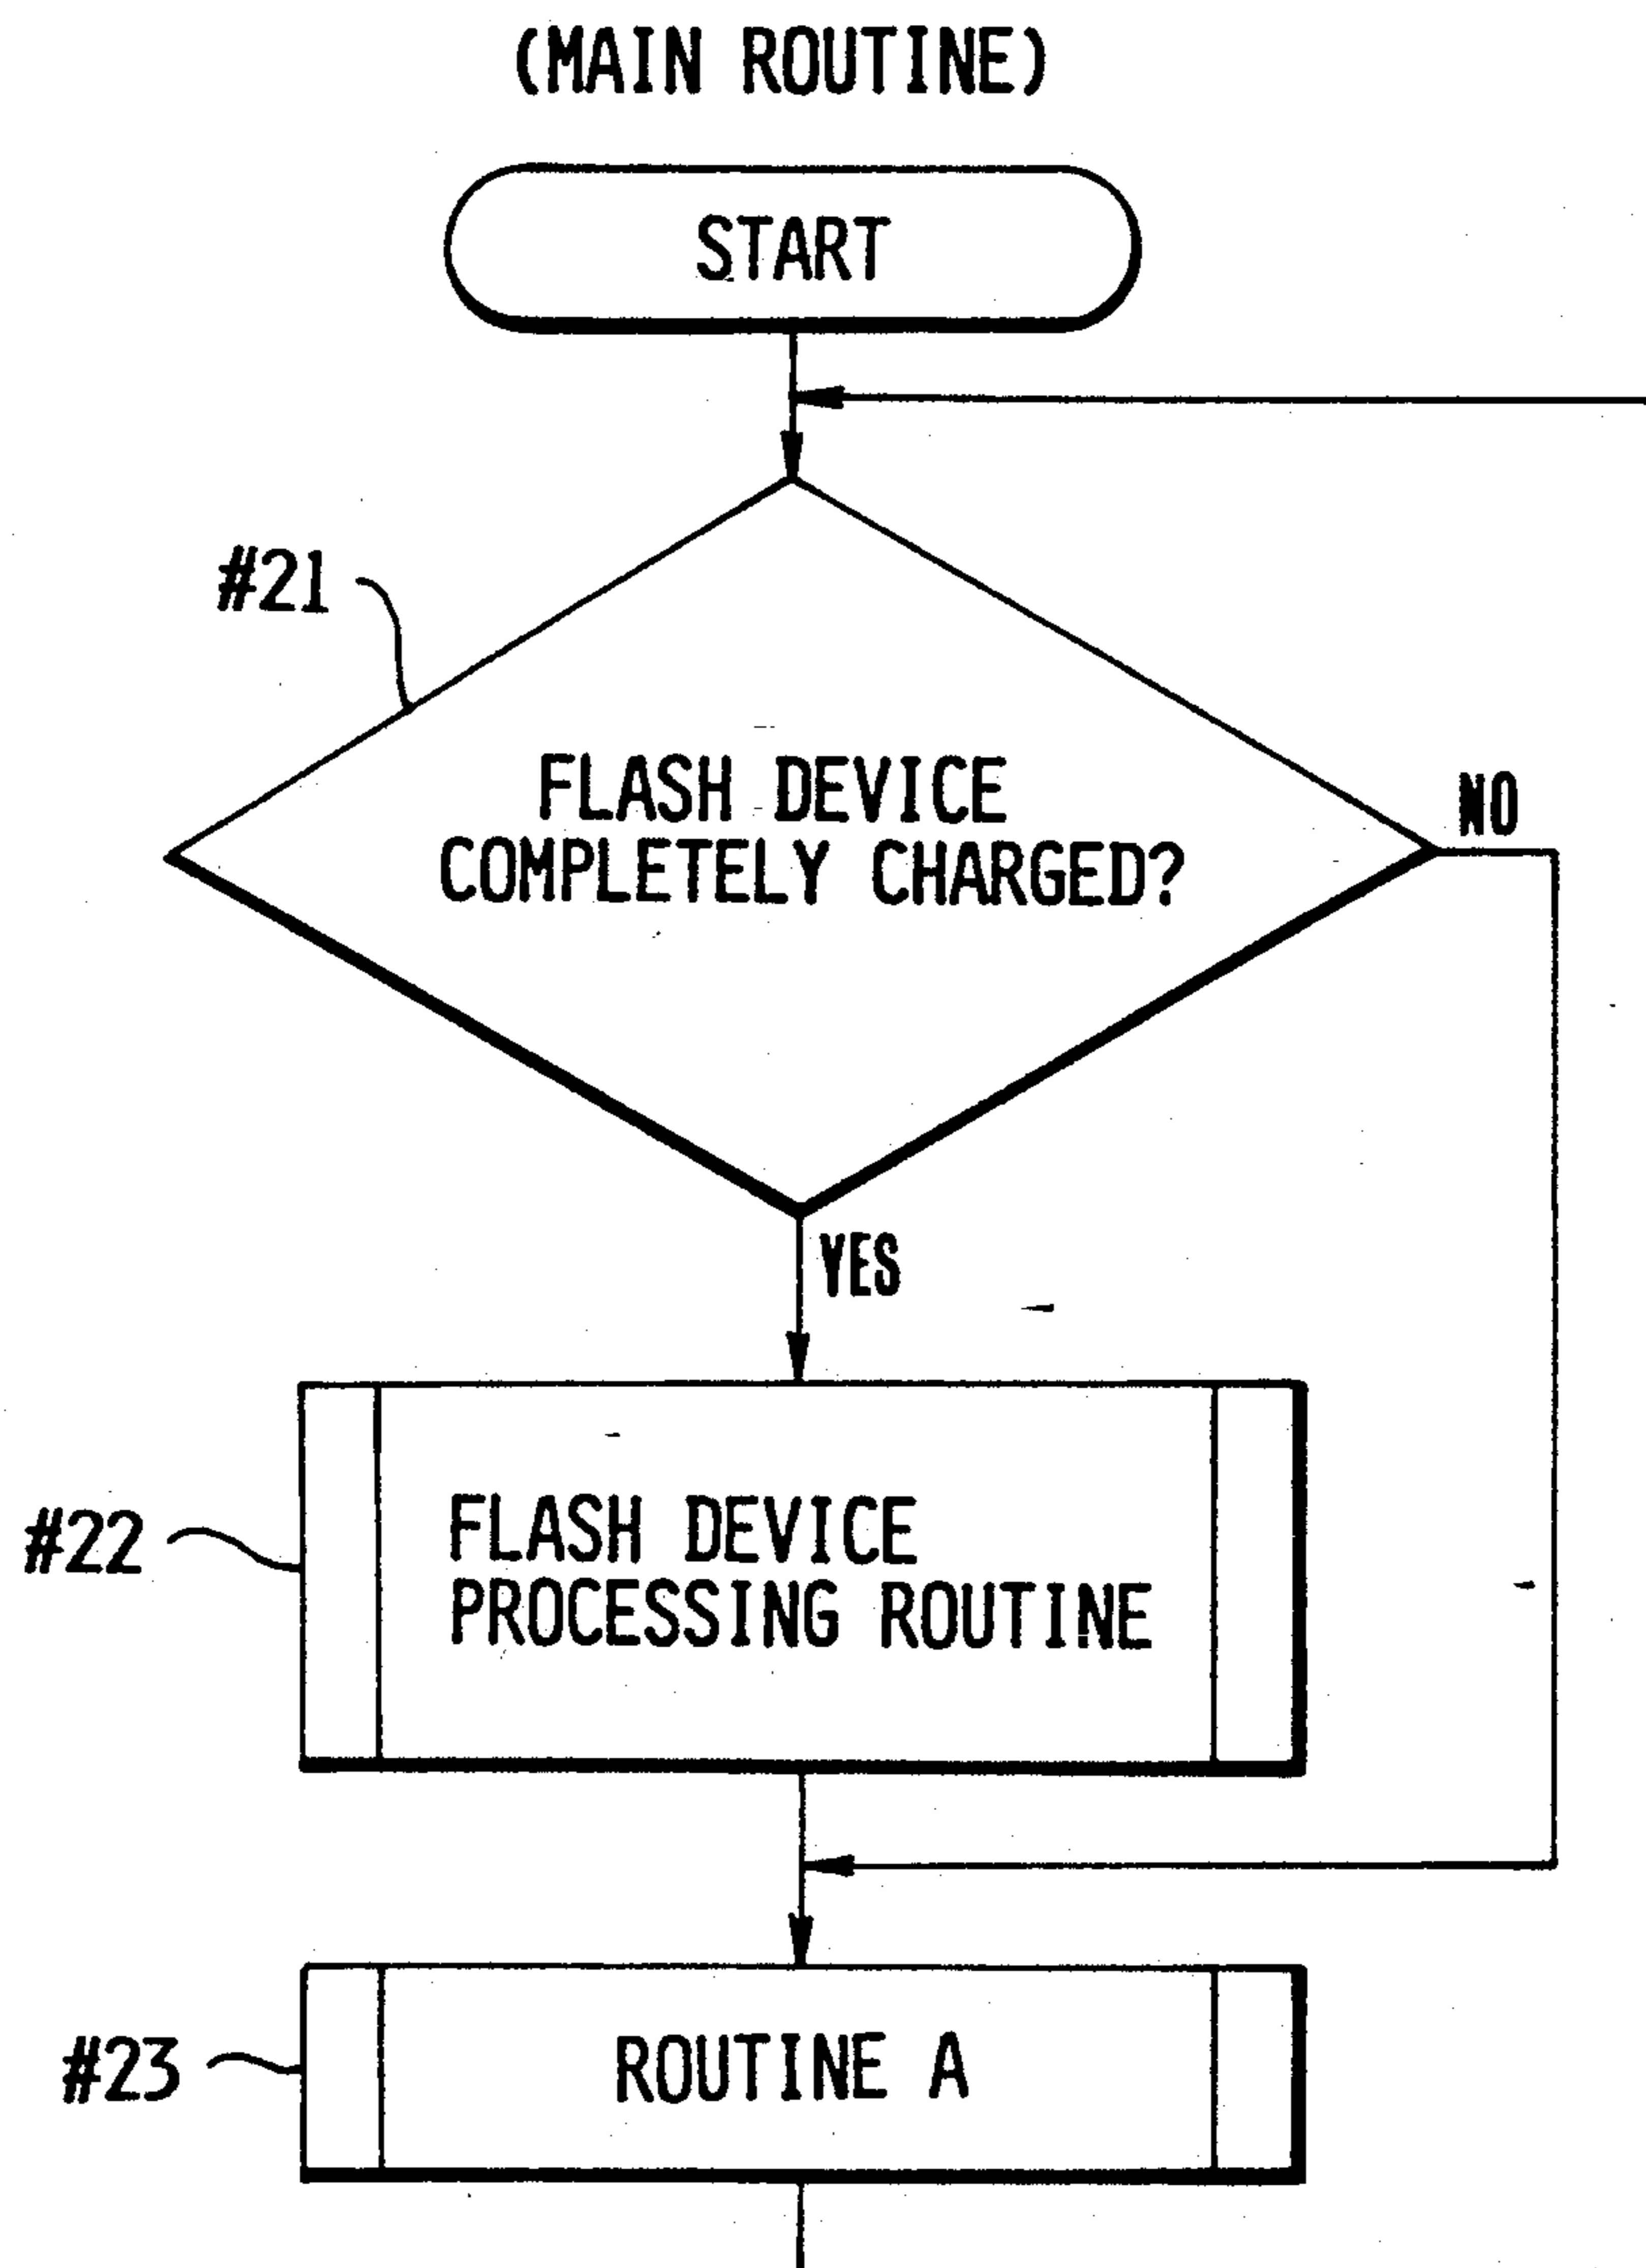 (MAIN ROUTINE)
START
#21
FLASH DEVICE
COMPLETELY CHARGED?
NO
YES
#22
FLASH DEVICE
PROCESSING ROUTINE
#23
ROUTINE A